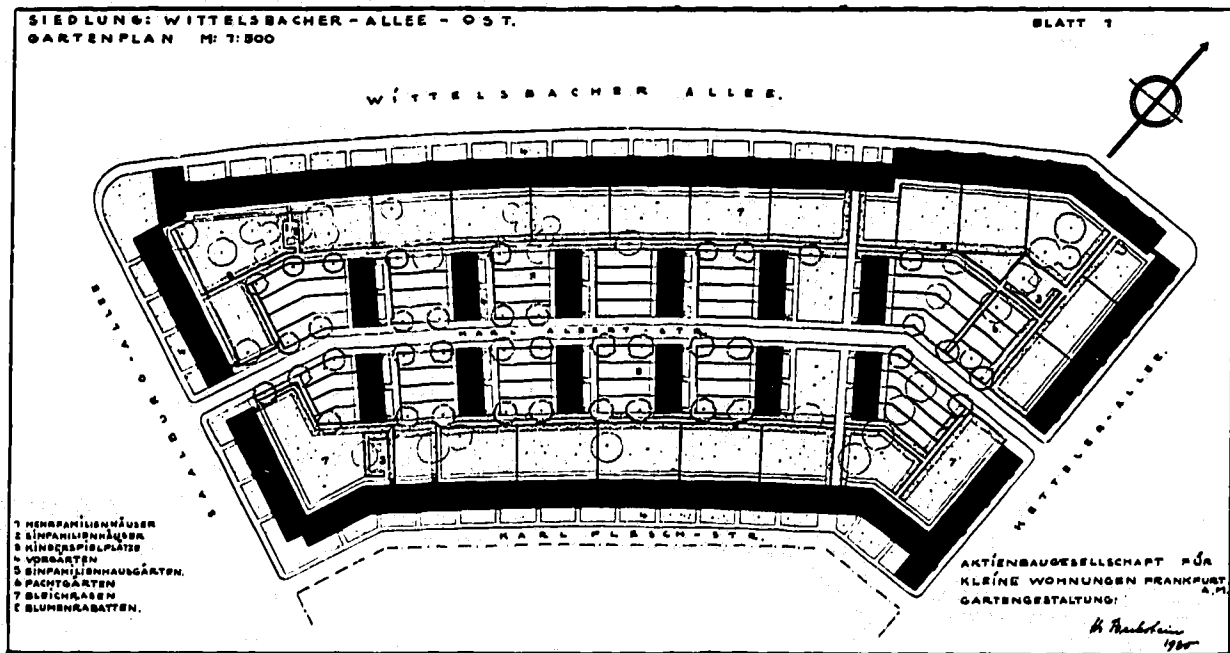 SIEDLUNG: WITTELSBACHER-ALLEE - OST.
GARTENPLAN M: 1:500
BLATT 1
WITTELSBACHER ALLEE.
KARL ALBERT-STR.
KARL FLESCH-STR.
KETTELER-ALLEE.
1 MEHRFAMILIENHÄUSER
2 EINFAMILIENHÄUSER
3 KINDERSPIELPLÄTZE
4 VORGÄRTEN
5 EINFAMILIENHAUSGÄRTEN.
6 PACHTGÄRTEN
7 BLEICHRASEN
8 BLUMENRABATTEN.
AKTIENBAUGESELLSCHAFT FÜR
KLEINE WOHNUNGEN FRANKFURT
A.M.
GARTENGESTALTUNG: